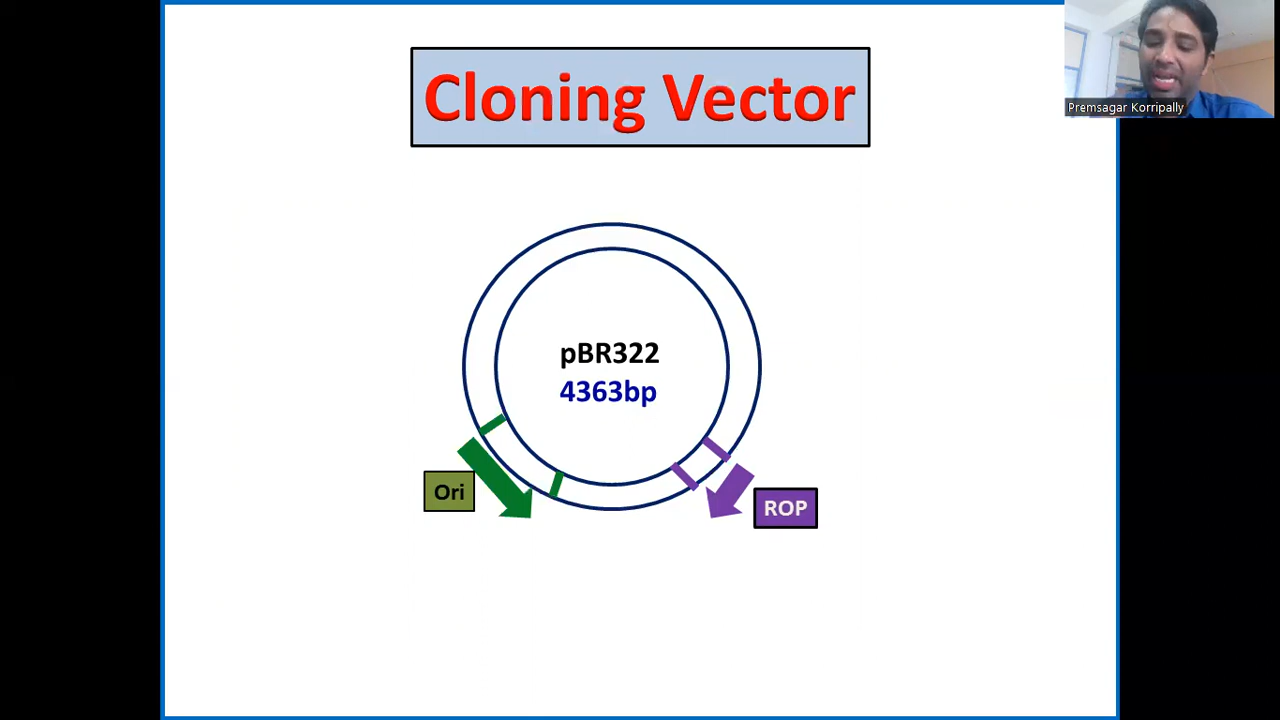 Cloning Vector
Premsagar Korripally
pBR322
4363bp
Ori
ROP